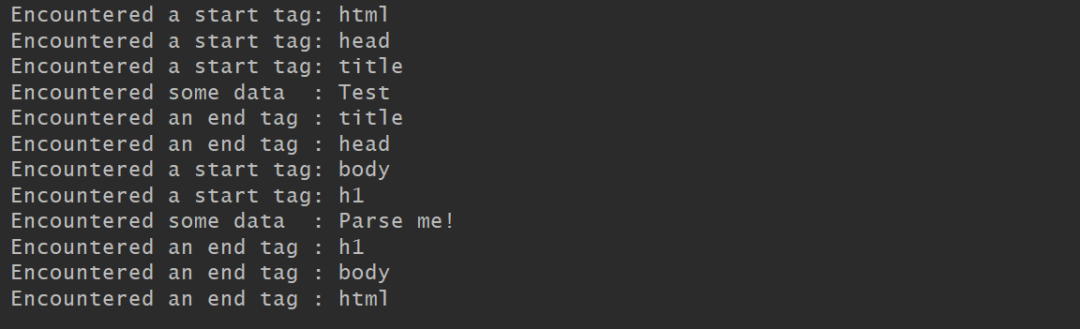 Encountered a start tag: html
Encountered a start tag: head
Encountered a start tag: title
Encountered some data  : Test
Encountered an end tag : title
Encountered an end tag : head
Encountered a start tag: body
Encountered a start tag: h1
Encountered some data  : Parse me!
Encountered an end tag : h1
Encountered an end tag : body
Encountered an end tag : html